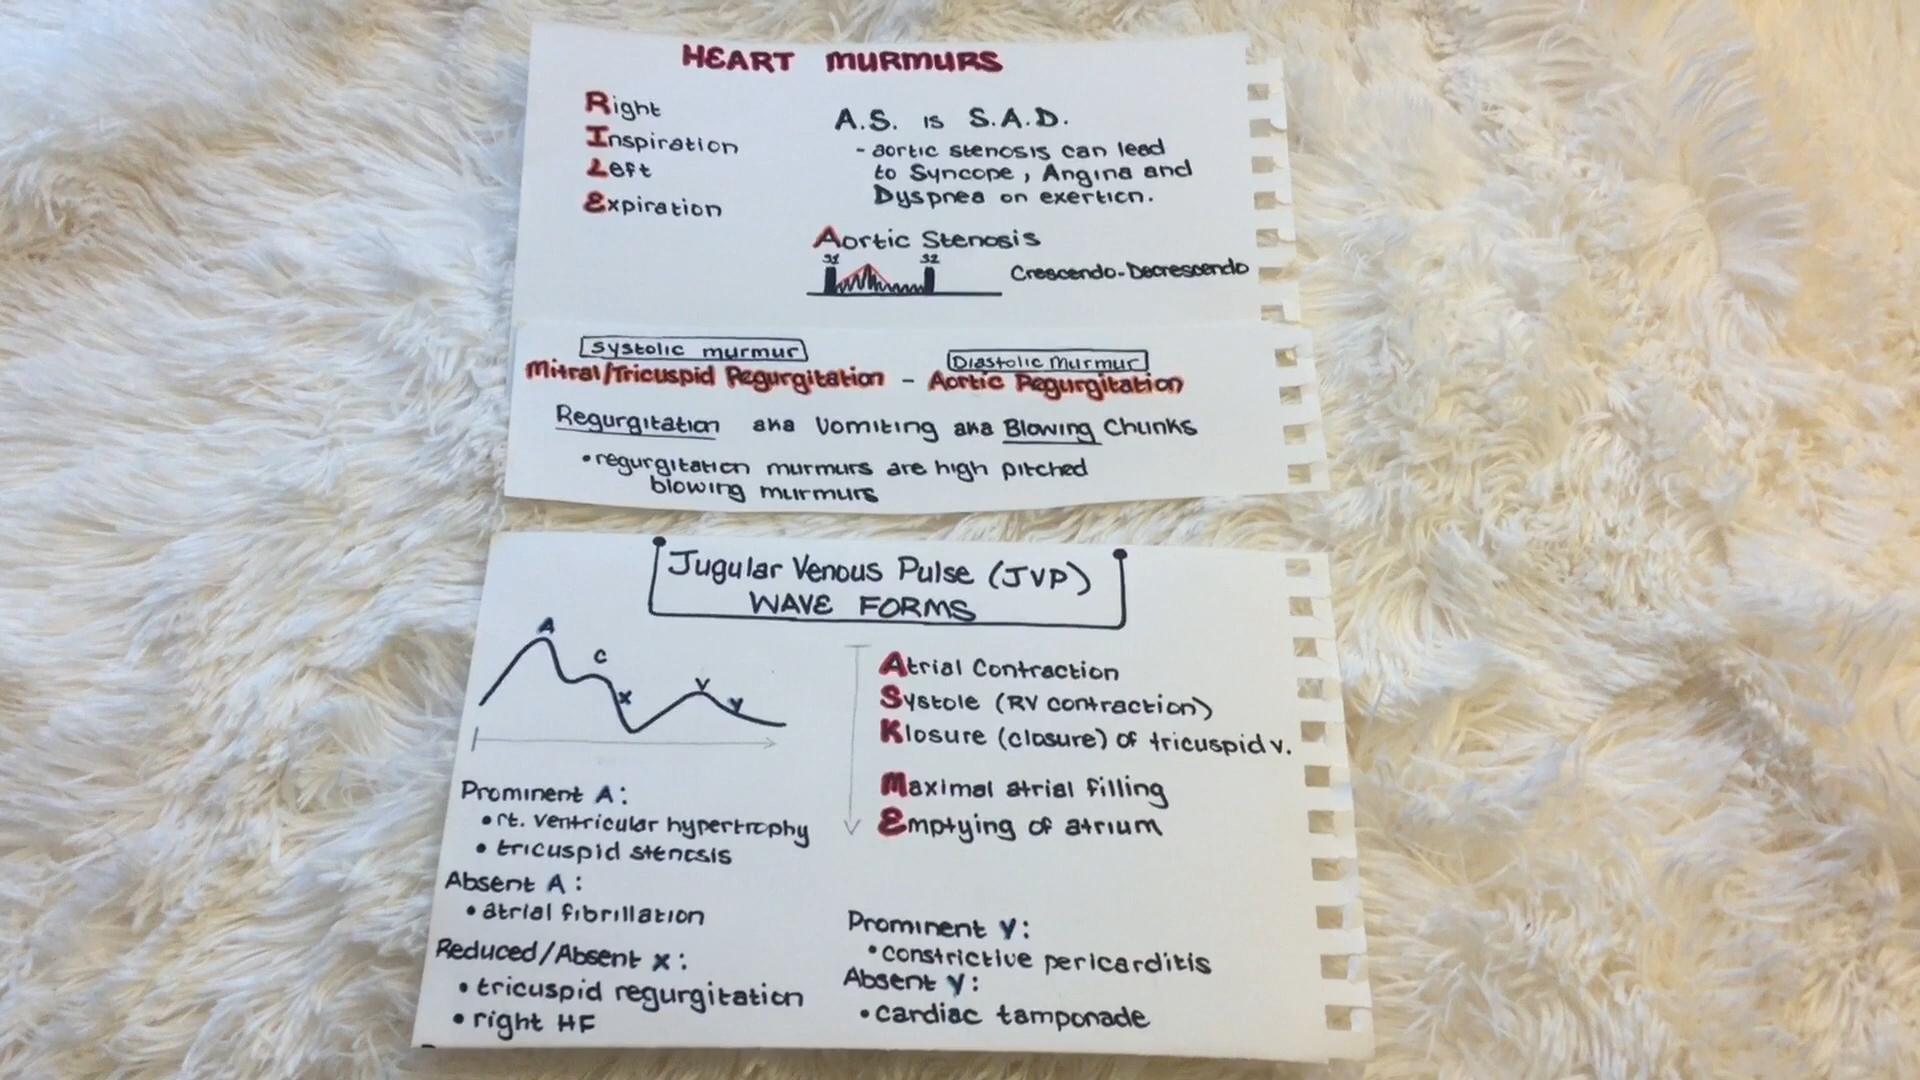 HEART MURMURS
Right
Inspiration
Left
Expiration
A.S. is S.A.D.
- aortic stenosis can lead
to Syncope, Angina and
Dyspnea on exertion.
Aortic Stenosis
S1 S2
Crescendo-Decrescendo
Systolic murmur
Mitral/Tricuspid Regurgitation -
Diastolic Murmur
Aortic Regurgitation
Regurgitation aka Vomiting aka Blowing Chunks
• regurgitation murmurs are high pitched
blowing murmurs
Jugular Venous Pulse (JVP)
WAVE FORMS
A
C
X
V
Y
Atrial Contraction
Systole (RV contraction)
Klosure (closure) of tricuspid v.
Maximal atrial filling
Emptying of atrium
Prominent A:
• rt. ventricular hypertrophy
• tricuspid stenosis
Absent A:
• atrial fibrillation
Reduced/Absent x:
• tricuspid regurgitation
• right HF
Prominent Y:
• constrictive pericarditis
Absent Y:
• cardiac tamponade